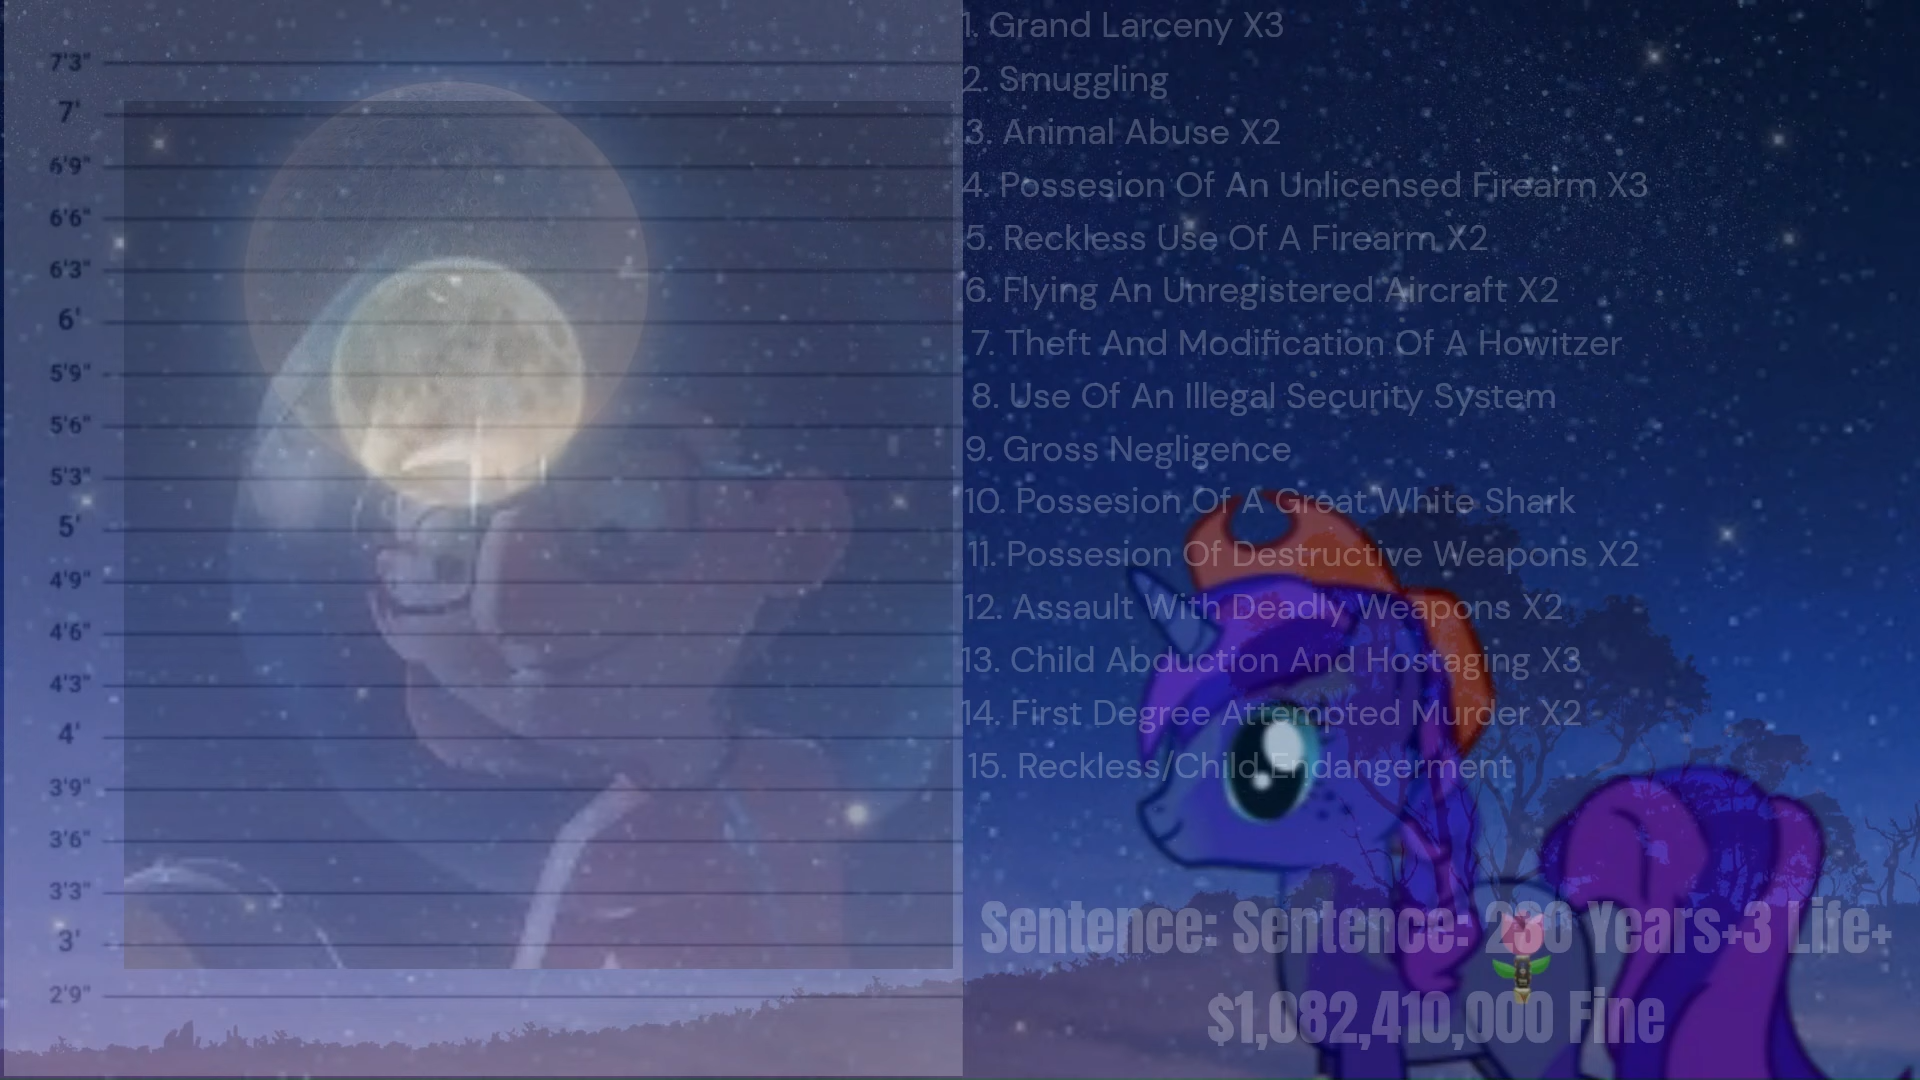 7'3"
7'
6'9"
6'6"
6'3"
6'
5'9"
5'6"
5'3"
5'
4'9"
4'6"
4'3"
4'
3'9"
3'6"
3'3"
3'
2'9"
1. Grand Larceny X3
2. Smuggling
3. Animal Abuse X2
4. Possesion Of An Unlicensed Firearm X3
5. Reckless Use Of A Firearm X2
6. Flying An Unregistered Aircraft X2
7. Theft And Modification Of A Howitzer
8. Use Of An Illegal Security System
9. Gross Negligence
10. Possesion Of A Great White Shark
11. Possesion Of Destructive Weapons X2
12. Assault With Deadly Weapons X2
13. Child Abduction And Hostaging X3
14. First Degree Attempted Murder X2
15. Reckless/Child Endangerment
Sentence: Sentence: 230 Years+3 Life+
$1,082,410,000 Fine